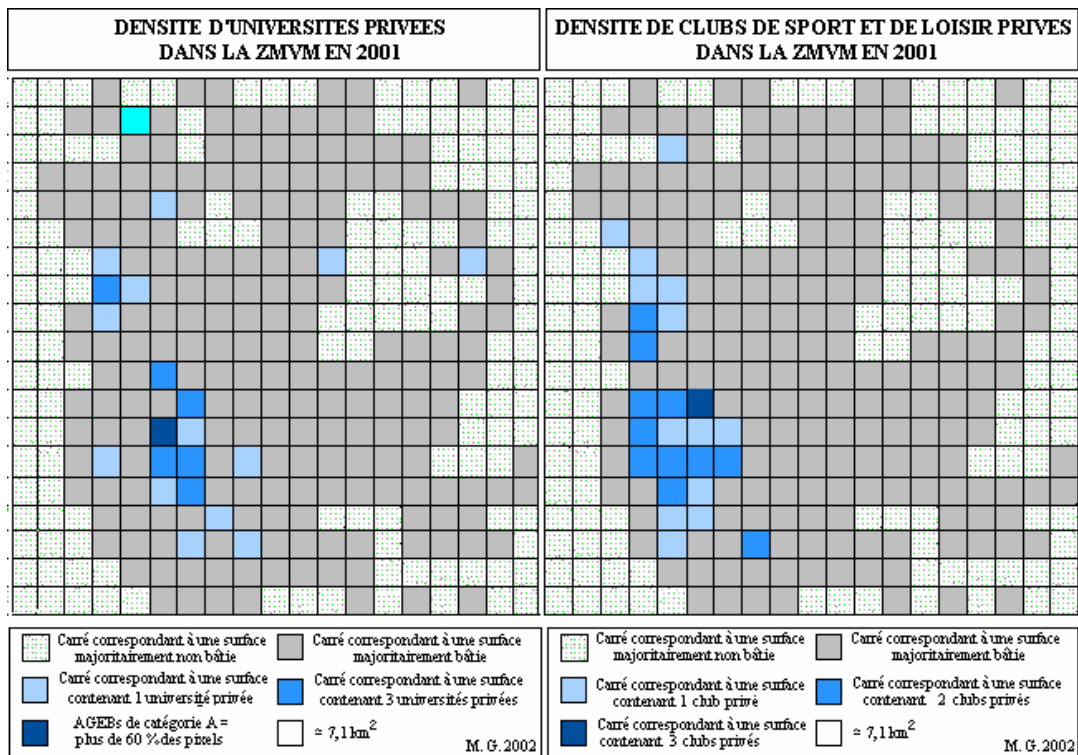 DENSITE D'UNIVERSITES PRIVEES
DANS LA ZMVM EN 2001
DENSITE DE CLUBS DE SPORT ET DE LOISIR PRIVES
DANS LA ZMVM EN 2001
Carré correspondant à une surface
majoritairement non bâtie
Carré correspondant à une surface
majoritairement bâtie
Carré correspondant à une surface
contenant 1 université privée
Carré correspondant à une surface
contenant 3 universités privées
AGEBs de catégorie A =
plus de 60 % des pixels
≈ 7,1 km²
M. G. 2002
Carré correspondant à une surface
majoritairement non bâtie
Carré correspondant à une surface
majoritairement bâtie
Carré correspondant à une surface
contenant 1 club privé
Carré correspondant à une surface
contenant 2 clubs privés
Carré correspondant à une surface
contenant 3 clubs privés
≈ 7,1 km²
M. G. 2002